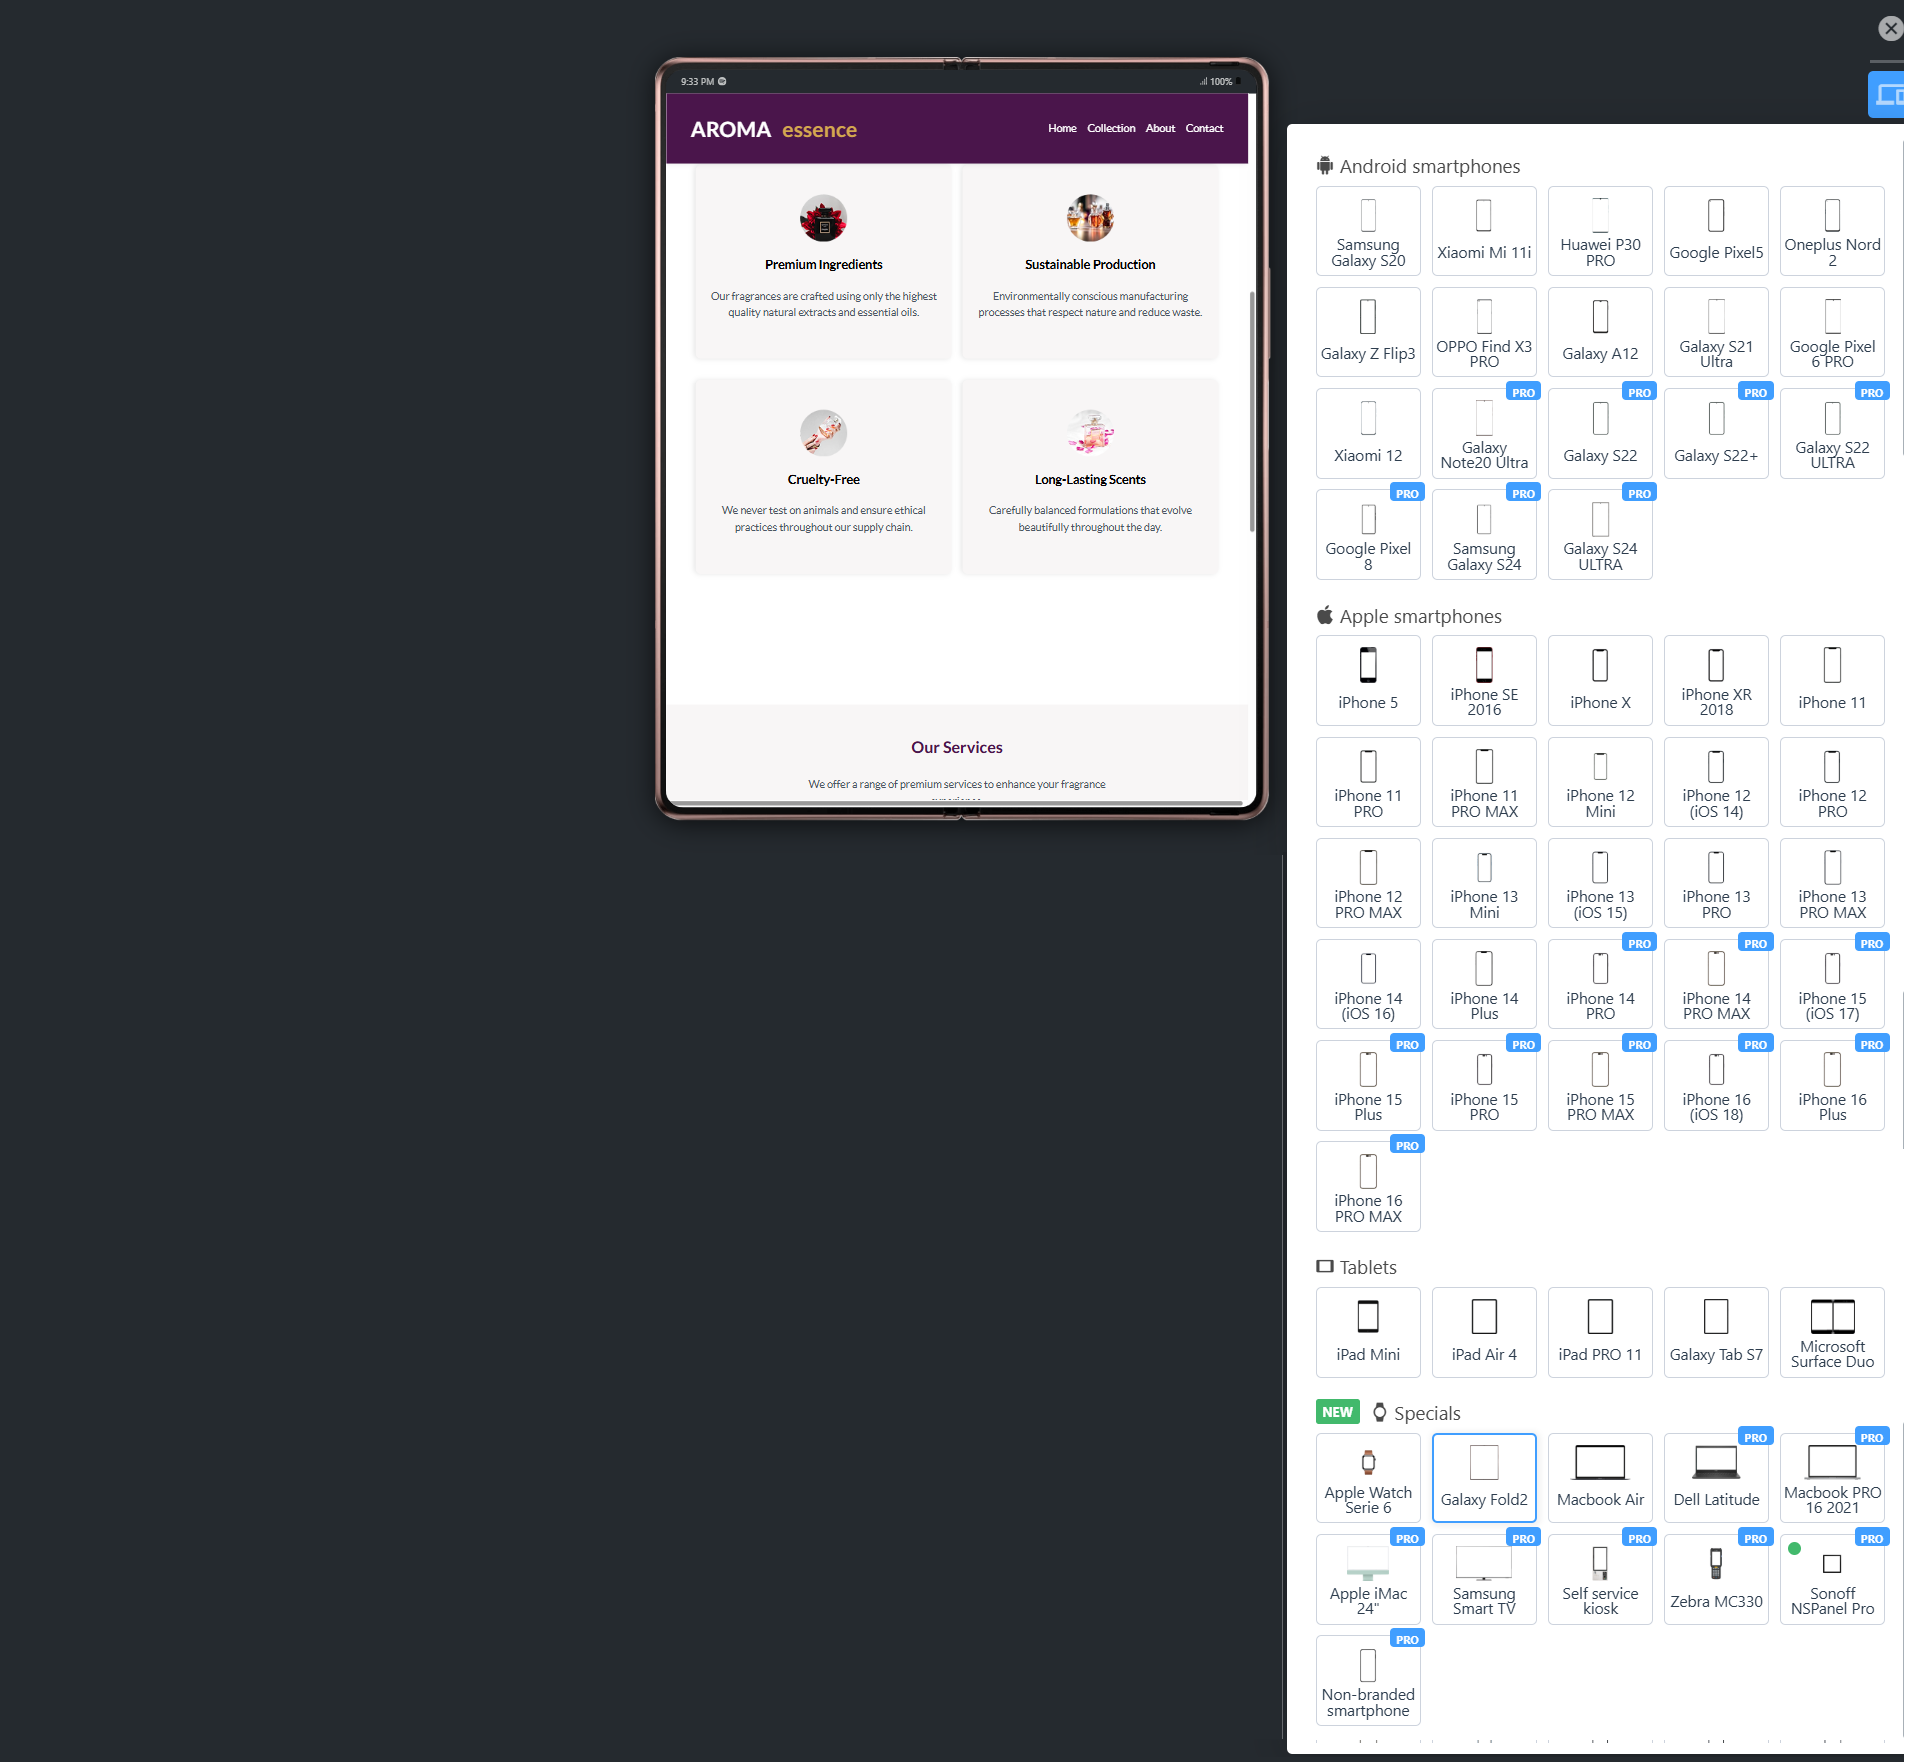 9:33 PM
100%
AROMA essence
Home Collection About Contact
Premium Ingredients
Our fragrances are crafted using only the highest
quality natural extracts and essential oils.
Sustainable Production
Environmentally conscious manufacturing
processes that respect nature and reduce waste.
Cruelty-Free
We never test on animals and ensure ethical
practices throughout our supply chain.
Long-Lasting Scents
Carefully balanced formulations that evolve
beautifully throughout the day.
Our Services
We offer a range of premium services to enhance your fragrance
Android smartphones
Samsung
Galaxy S20
Xiaomi Mi 11i
Huawei P30
PRO
Google Pixel5
Oneplus Nord
2
Galaxy Z Flip3
OPPO Find X3
PRO
Galaxy A12
Galaxy S21
Ultra
Google Pixel
6 PRO
Xiaomi 12
PRO
Galaxy
Note20 Ultra
PRO
Galaxy S22
PRO
Galaxy S22+
PRO
Galaxy S22
ULTRA
PRO
Google Pixel
8
PRO
Samsung
Galaxy S24
PRO
Galaxy S24
ULTRA
Apple smartphones
iPhone 5
iPhone SE
2016
iPhone X
iPhone XR
2018
iPhone 11
iPhone 11
PRO
iPhone 11
PRO MAX
iPhone 12
Mini
iPhone 12
(iOS 14)
iPhone 12
PRO
iPhone 12
PRO MAX
iPhone 13
Mini
iPhone 13
(iOS 15)
iPhone 13
PRO
iPhone 13
PRO MAX
iPhone 14
(iOS 16)
iPhone 14
Plus
PRO
iPhone 14
PRO
PRO
iPhone 14
PRO MAX
PRO
iPhone 15
(iOS 17)
PRO
iPhone 15
Plus
PRO
iPhone 15
PRO
PRO
iPhone 15
PRO MAX
PRO
iPhone 16
(iOS 18)
PRO
iPhone 16
Plus
PRO
iPhone 16
PRO MAX
Tablets
iPad Mini
iPad Air 4
iPad PRO 11
Galaxy Tab S7
Microsoft
Surface Duo
NEW Specials
Apple Watch
Serie 6
Galaxy Fold2
Macbook Air
PRO
Dell Latitude
PRO
Macbook PRO
16 2021
PRO
Apple iMac
24"
PRO
Samsung
Smart TV
PRO
Self service
kiosk
PRO
Zebra MC330
PRO
Sonoff
NSPanel Pro
PRO
Non-branded
smartphone